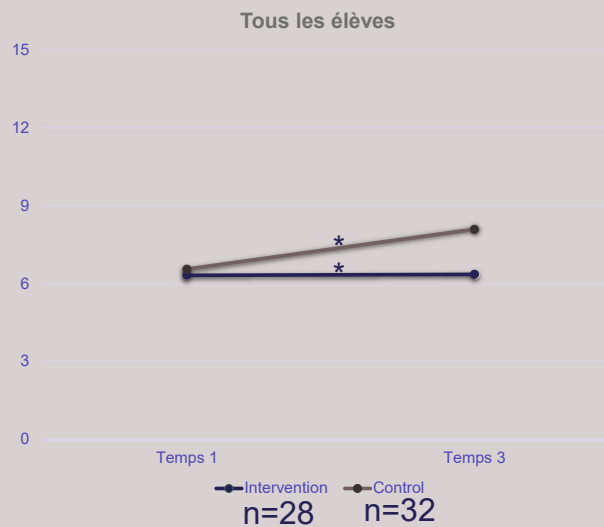 Tous les élèves
15
12
9
6
3
0
*
*
Temps 1 Temps 3
Intervention Control
n=28 n=32